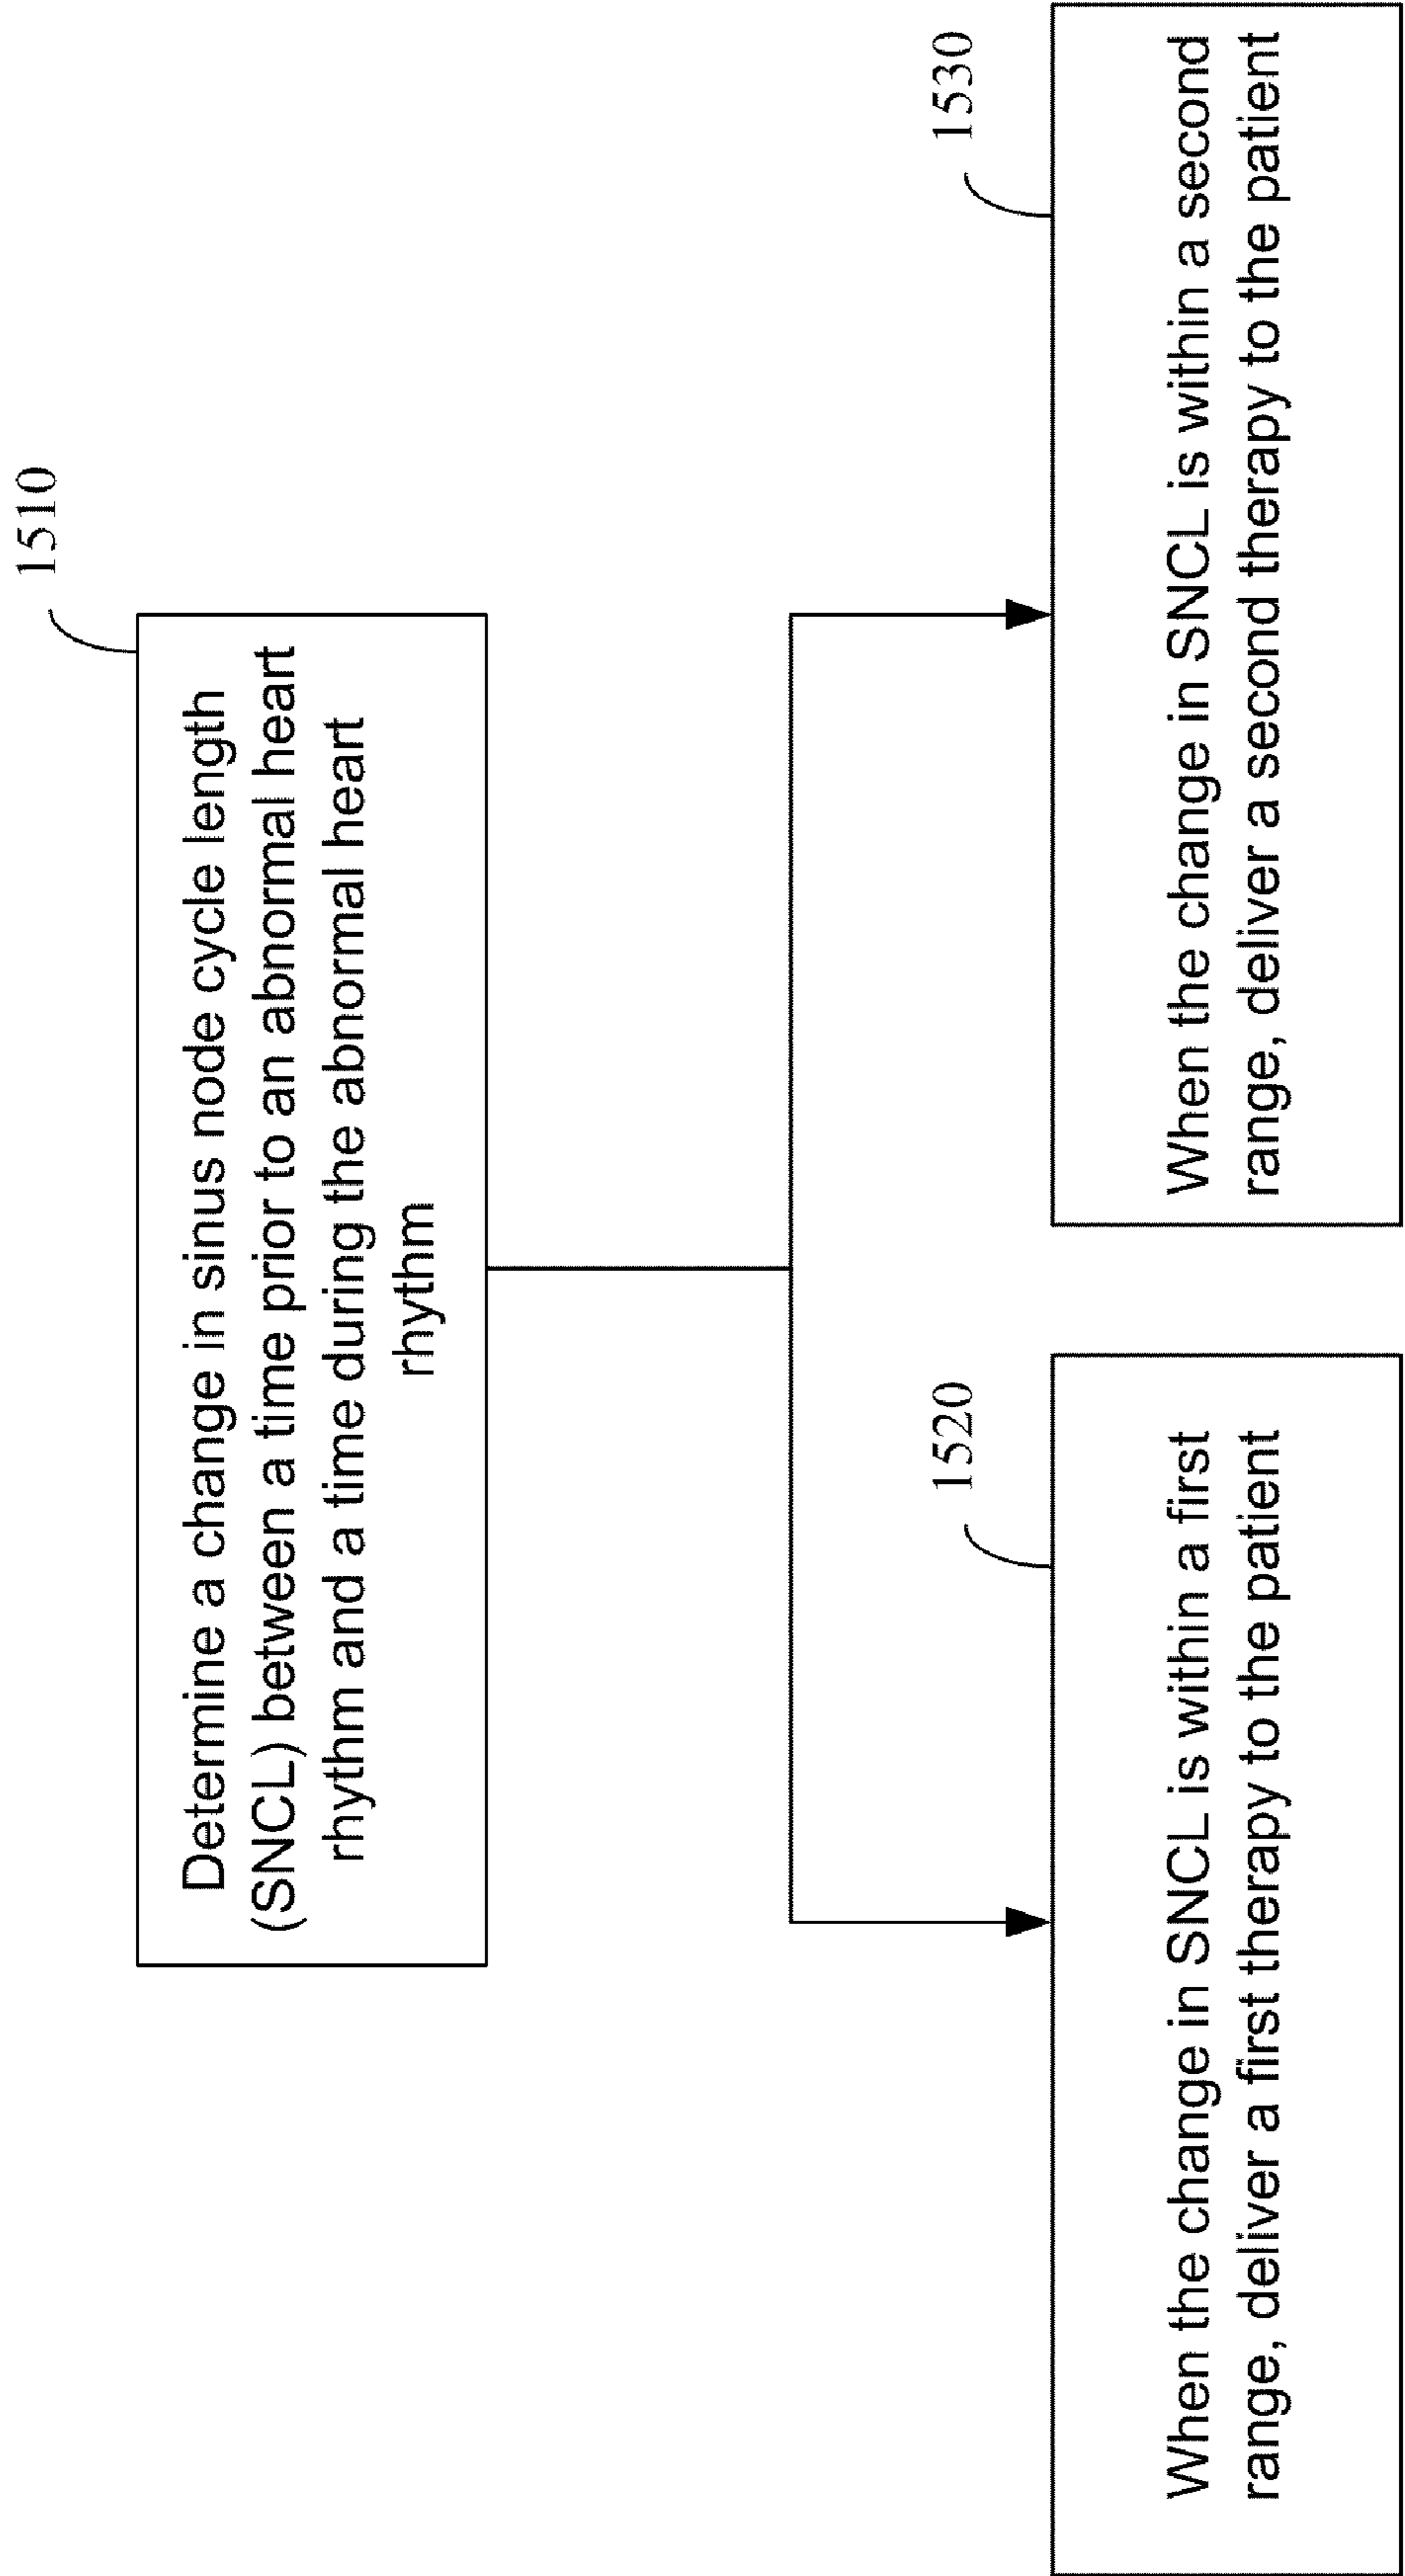 1510
Determine a change in sinus node cycle length
(SNCL) between a time prior to an abnormal heart
rhythm and a time during the abnormal heart
rhythm
1520
When the change in SNCL is within a first
range, deliver a first therapy to the patient
1530
When the change in SNCL is within a second
range, deliver a second therapy to the patient